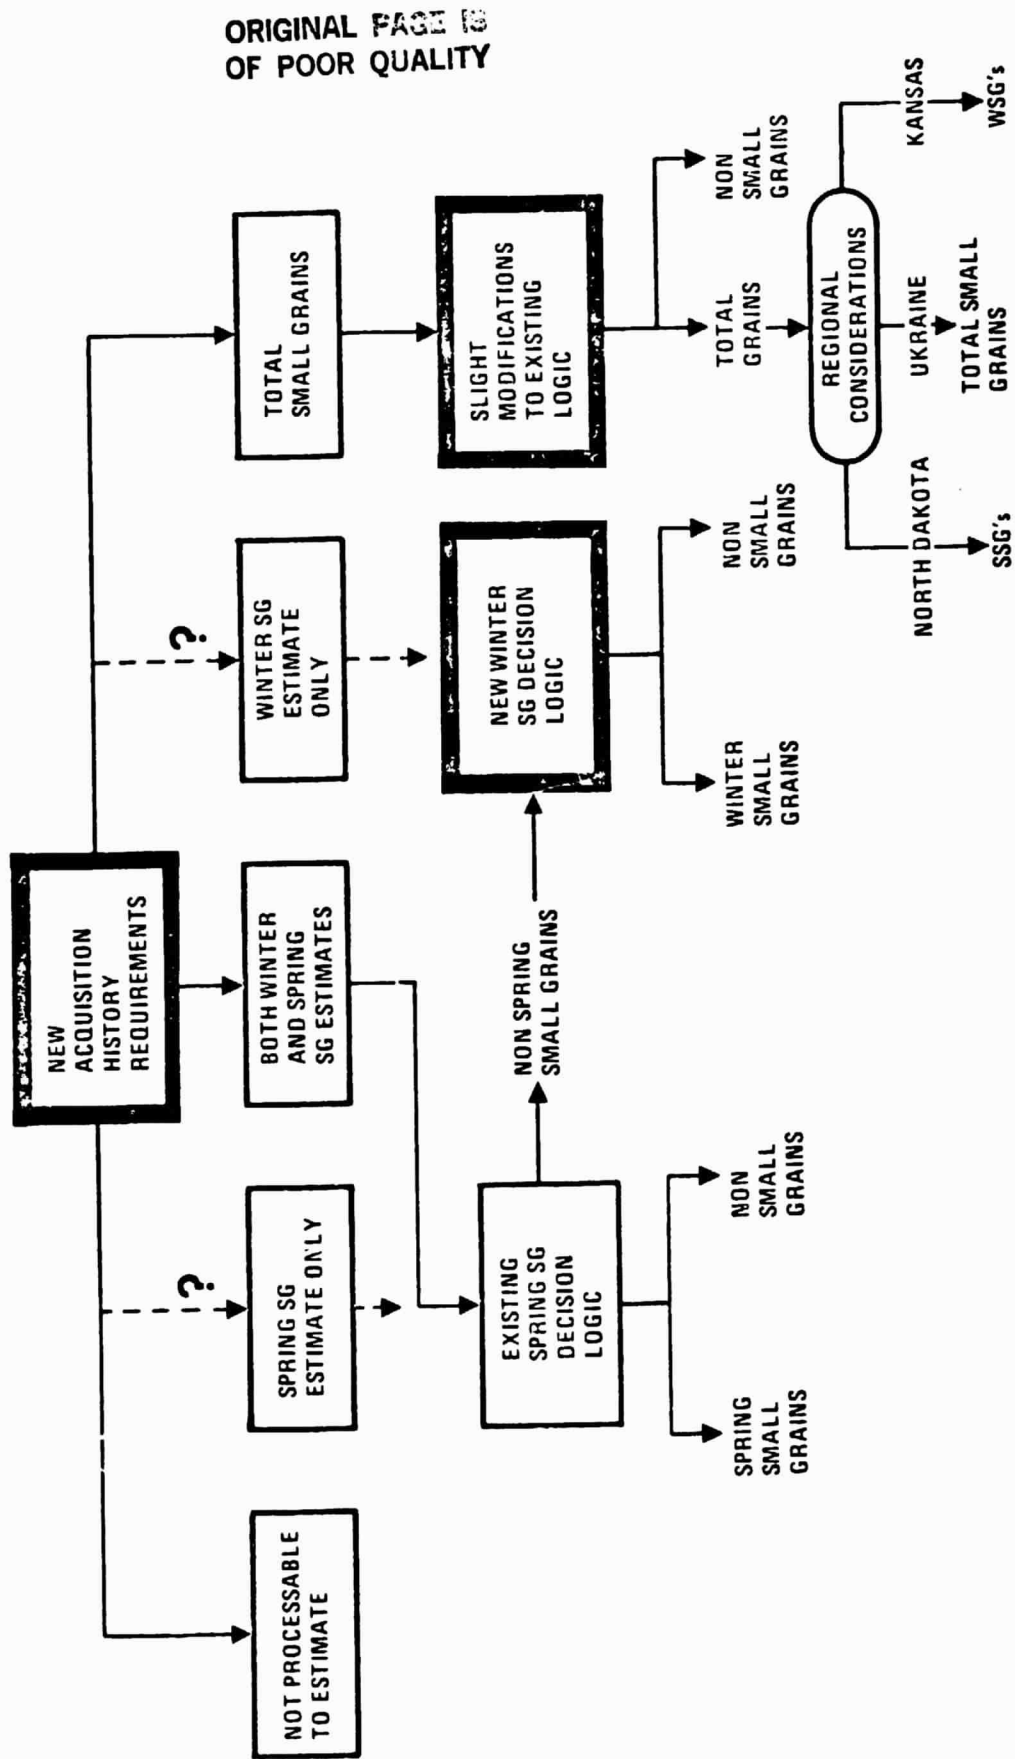 ORIGINAL PAGE IS
OF POOR QUALITY
NEW
ACQUISITION
HISTORY
REQUIREMENTS
NOT PROCESSABLE
TO ESTIMATE
SPRING SG
ESTIMATE ONLY
¿
BOTH WINTER
AND SPRING
SG ESTIMATES
WINTER SG
ESTIMATE
ONLY
¿
TOTAL
SMALL GRAINS
EXISTING
SPRING SG
DECISION
LOGIC
NON SPRING
SMALL GRAINS
NEW WINTER
SG DECISION
LOGIC
SLIGHT
MODIFICATIONS
TO EXISTING
LOGIC
SPRING
SMALL
GRAINS
NON
SMALL
GRAINS
WINTER
SMALL
GRAINS
NON
SMALL
GRAINS
TOTAL
GRAINS
NON
SMALL
GRAINS
REGIONAL
CONSIDERATIONS
NORTH DAKOTA
UKRAINE
KANSAS
SSG's
TOTAL SMALL
GRAINS
WSG's